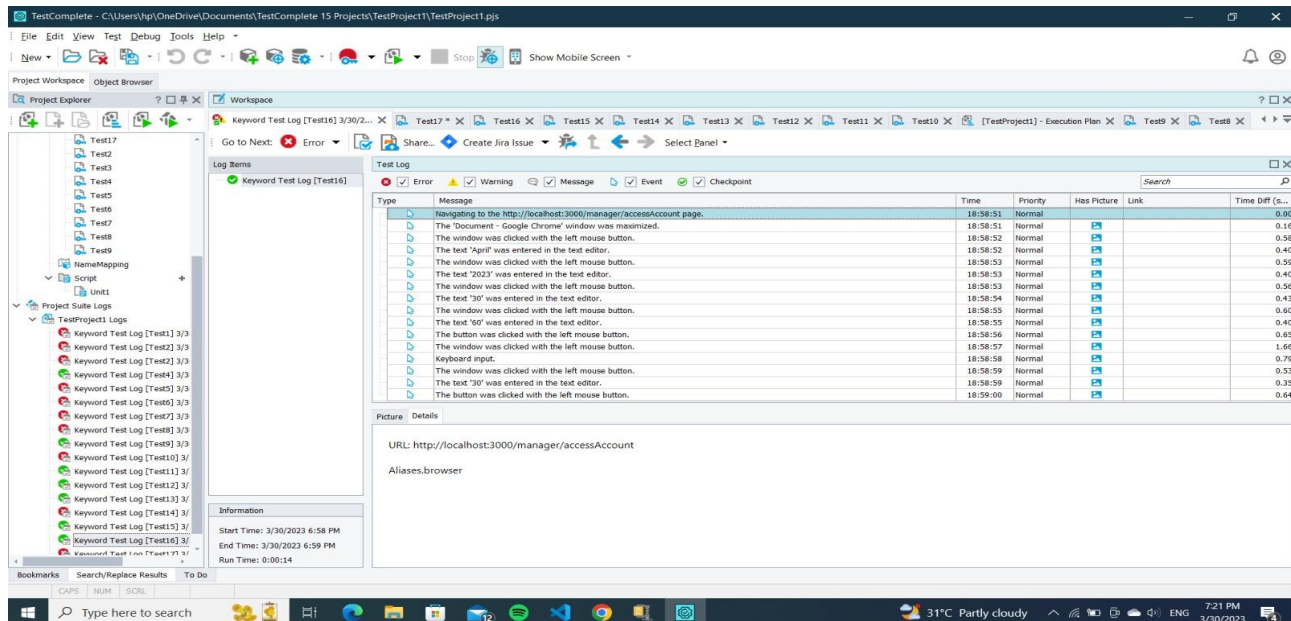 TestComplete - C:\Users\hp\OneDrive\Documents\TestComplete 15 Projects\TestProject1\TestProject1.pjs
File Edit View Test Debug Tools Help
New Stop Show Mobile Screen
Project Workspace Object Browser
Project Explorer
Workspace
Keyword Test Log [Test16] 3/30/2... Test17 * Test16 Test15 Test14 Test13 Test12 Test11 Test10 [TestProject1] - Execution Plan Test9 Test8
Test17
Test2
Test3
Test4
Test5
Test6
Test7
Test8
Test9
NameMapping
Script
Unit1
Project Suite Logs
TestProject1 Logs
Keyword Test Log [Test1] 3/3
Keyword Test Log [Test2] 3/3
Keyword Test Log [Test2] 3/3
Keyword Test Log [Test4] 3/3
Keyword Test Log [Test5] 3/3
Keyword Test Log [Test6] 3/3
Keyword Test Log [Test7] 3/3
Keyword Test Log [Test8] 3/3
Keyword Test Log [Test9] 3/3
Keyword Test Log [Test10] 3/
Keyword Test Log [Test11] 3/
Keyword Test Log [Test12] 3/
Keyword Test Log [Test13] 3/
Keyword Test Log [Test14] 3/
Keyword Test Log [Test15] 3/
Keyword Test Log [Test16] 3/
Keyword Test Log [Test17] 3/
Go to Next: Error Share... Create Jira Issue Select Panel
Log Items
Keyword Test Log [Test16]
Information
Start Time: 3/30/2023 6:58 PM
End Time: 3/30/2023 6:59 PM
Run Time: 0:00:14
Test Log
Error Warning Message Event Checkpoint Search
Type Message Time Priority Has Picture Link Time Diff (s...
Navigating to the http://localhost:3000/manager/accessAccount page. 18:58:51 Normal 0.00
The 'Document - Google Chrome' window was maximized. 18:58:51 Normal 0.16
The window was clicked with the left mouse button. 18:58:52 Normal 0.58
The text 'April' was entered in the text editor. 18:58:52 Normal 0.40
The window was clicked with the left mouse button. 18:58:53 Normal 0.59
The text '2023' was entered in the text editor. 18:58:53 Normal 0.40
The window was clicked with the left mouse button. 18:58:53 Normal 0.56
The text '30' was entered in the text editor. 18:58:54 Normal 0.43
The window was clicked with the left mouse button. 18:58:55 Normal 0.60
The text '60' was entered in the text editor. 18:58:55 Normal 0.40
The button was clicked with the left mouse button. 18:58:56 Normal 0.65
The window was clicked with the left mouse button. 18:58:57 Normal 1.66
Keyboard input. 18:58:58 Normal 0.79
The window was clicked with the left mouse button. 18:58:59 Normal 0.53
The text '30' was entered in the text editor. 18:58:59 Normal 0.35
The button was clicked with the left mouse button. 18:59:00 Normal 0.64
Picture Details
URL: http://localhost:3000/manager/accessAccount
Aliases.browser
Bookmarks Search/Replace Results To Do
CAPS NUM SCRL
Type here to search 12 31°C Partly cloudy ENG 7:21 PM
3/30/2023 4